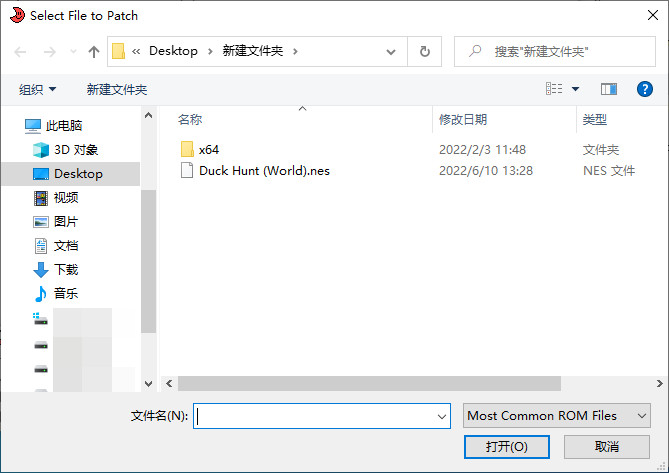 Select File to Patch
« Desktop › 新建文件夹 ›
搜索"新建文件夹"
组织 新建文件夹
名称 修改日期 类型
此电脑
3D 对象
Desktop
视频
图片
文档
下载
音乐
x64 2022/2/3 11:48 文件夹
Duck Hunt (World).nes 2022/6/10 13:28 NES 文件
文件名(N): Most Common ROM Files
打开(O) 取消